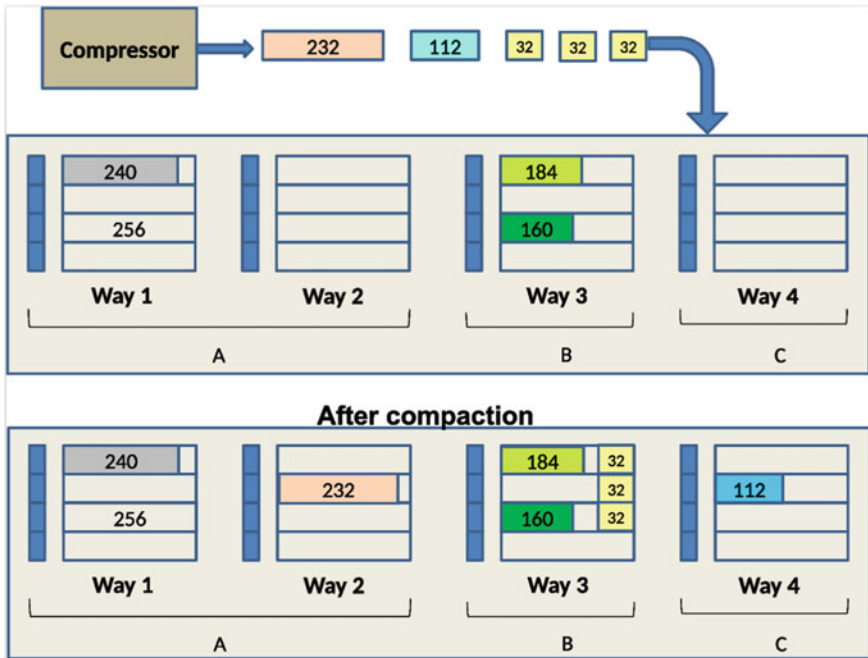 Compressor 232 112 32 32 32
240 184
256 160
Way 1 Way 2 Way 3 Way 4
A B C
After compaction
240 184 32
232 32 112
256 160 32
Way 1 Way 2 Way 3 Way 4
A B C